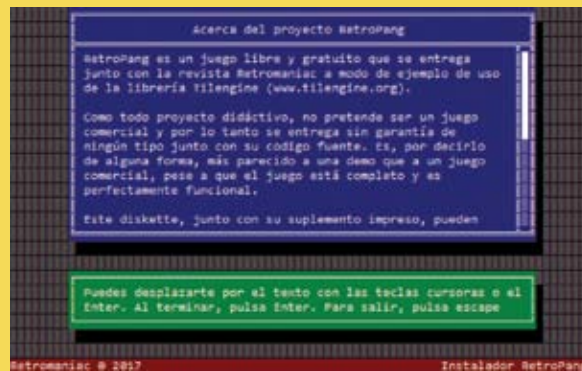 Acerca del proyecto RetroPang
RetroPang es un juego libre y gratuito que se entrega
junto con la revista Retromaniac a modo de ejemplo de uso
de la librería Tilengine (www.tilengine.org).
Como todo proyecto didáctivo, no pretende ser un juego
comercial y por lo tanto se entrega sin garantía de
ningún tipo junto con su codigo fuente. Es, por decirlo
de alguna forma, más parecido a una demo que a un juego
comercial, pese a que el juego está completo y es
perfectamente funcional.
Este diskette, junto con su suplemento impreso, pueden
Puedes desplazarte por el texto con las teclas cursoras o el
Enter. Al terminar, pulsa Enter. Para salir, pulsa escape
Retromaniac @ 2017
Instalador RetroPang